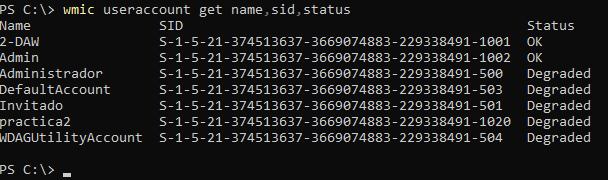 PS C:\> wmic useraccount get name,sid,status
Name SID Status
2-DAW S-1-5-21-374513637-3669074883-229338491-1001 OK
Admin S-1-5-21-374513637-3669074883-229338491-1002 OK
Administrador S-1-5-21-374513637-3669074883-229338491-500 Degraded
DefaultAccount S-1-5-21-374513637-3669074883-229338491-503 Degraded
Invitado S-1-5-21-374513637-3669074883-229338491-501 Degraded
practica2 S-1-5-21-374513637-3669074883-229338491-1020 Degraded
WDAGUtilityAccount S-1-5-21-374513637-3669074883-229338491-504 Degraded
PS C:\>